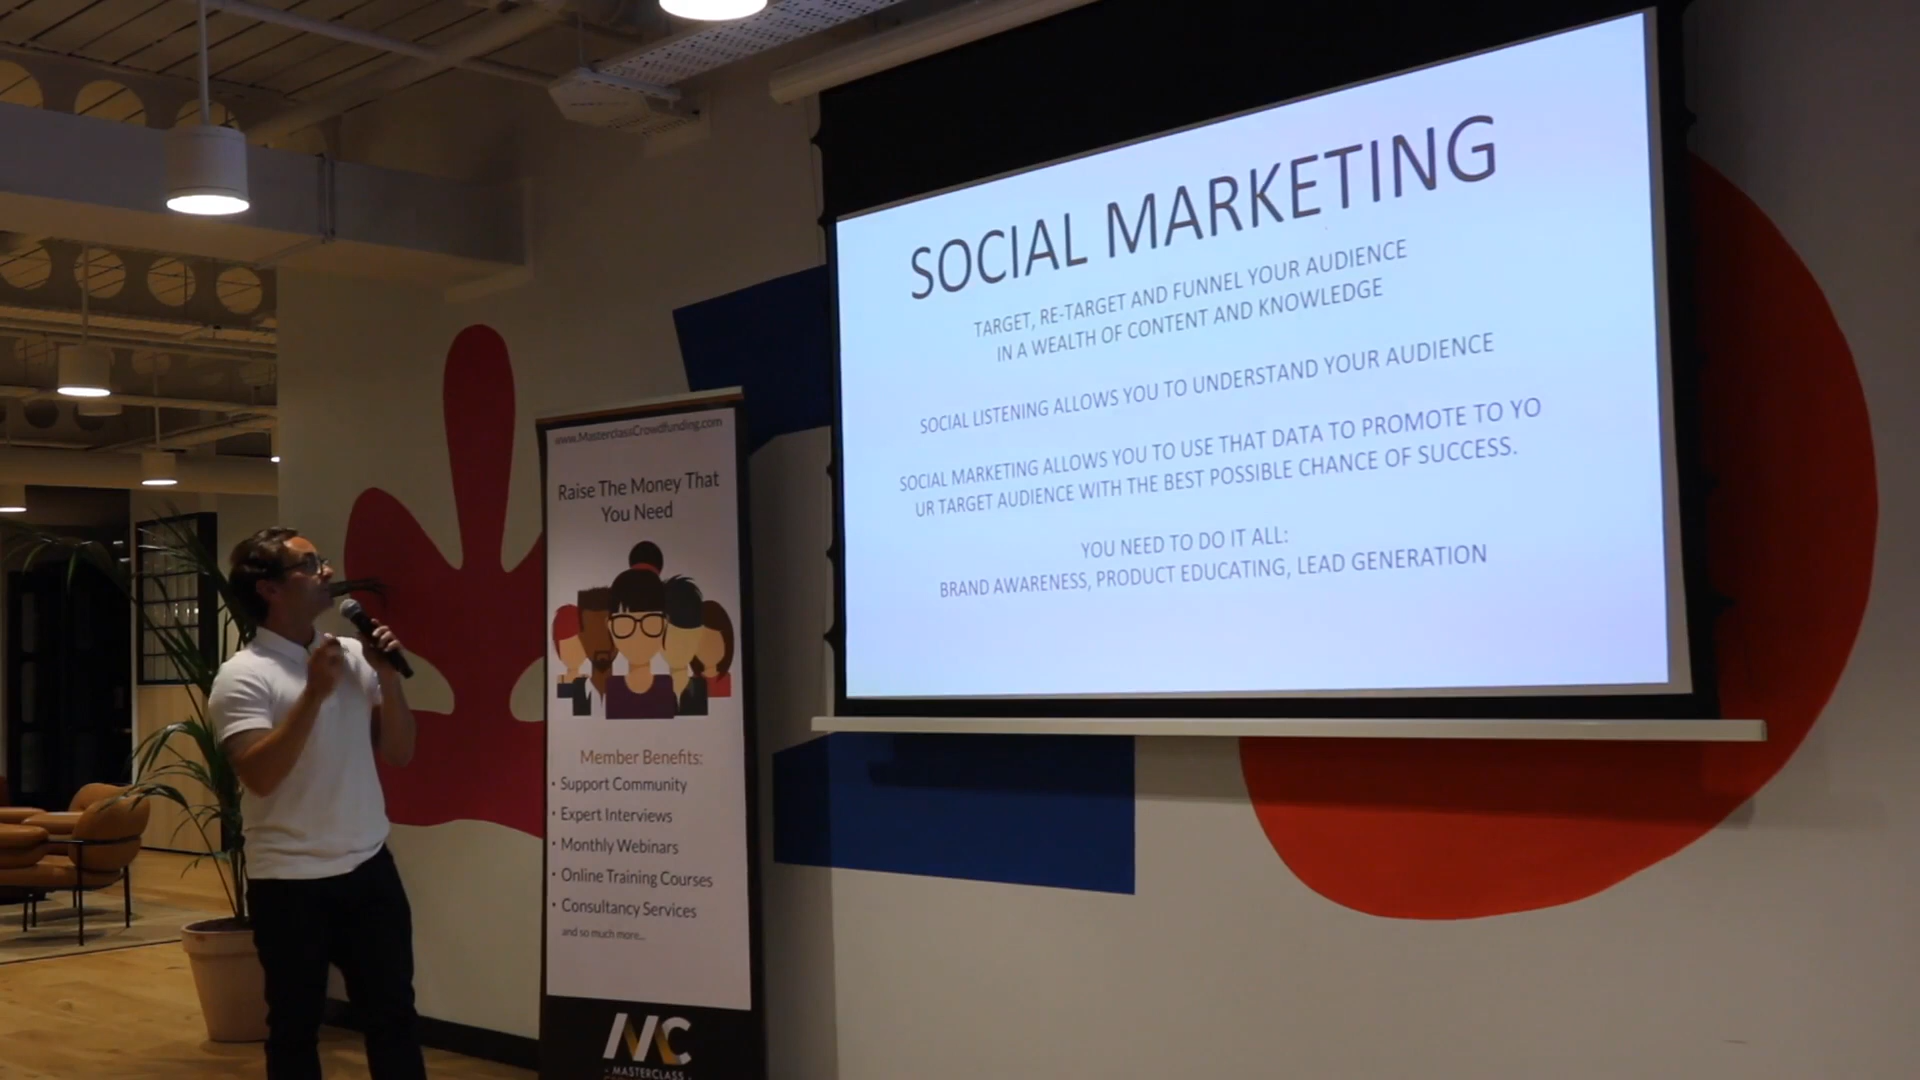 SOCIAL MARKETING
TARGET, RE-TARGET AND FUNNEL YOUR AUDIENCE
IN A WEALTH OF CONTENT AND KNOWLEDGE
SOCIAL LISTENING ALLOWS YOU TO UNDERSTAND YOUR AUDIENCE
SOCIAL MARKETING ALLOWS YOU TO USE THAT DATA TO PROMOTE TO YO
UR TARGET AUDIENCE WITH THE BEST POSSIBLE CHANCE OF SUCCESS.
YOU NEED TO DO IT ALL:
BRAND AWARENESS, PRODUCT EDUCATING, LEAD GENERATION
www.MasterclassCrowdfunding.com
Raise The Money That
You Need
Member Benefits:
• Support Community
• Expert Interviews
• Monthly Webinars
• Online Training Courses
• Consultancy Services
and so much more...
MC
- MASTERCLASS -